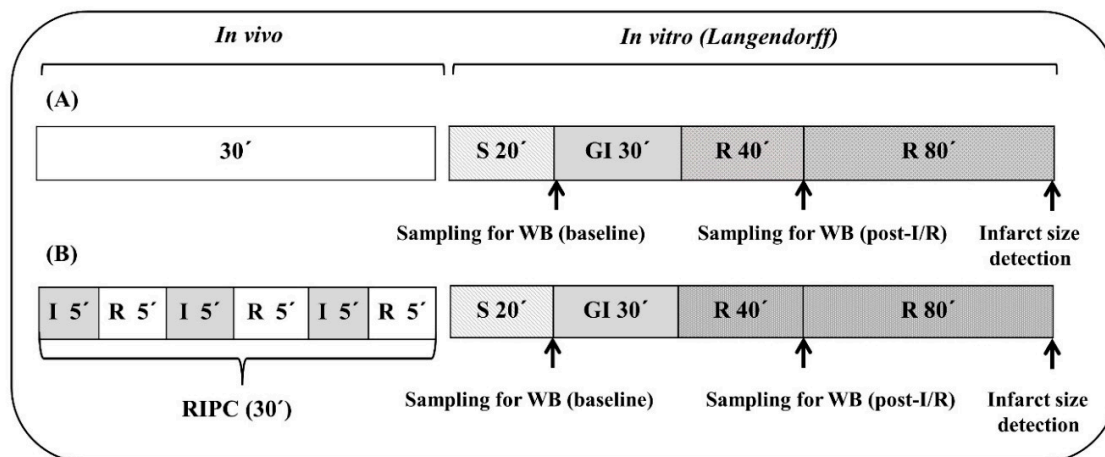 In vivo
In vitro (Langendorff)
(A)
30´
S 20´
GI 30´
R 40´
R 80´
Sampling for WB (baseline)
Sampling for WB (post-I/R)
Infarct size
detection
(B)
I 5´
R 5´
I 5´
R 5´
I 5´
R 5´
S 20´
GI 30´
R 40´
R 80´
RIPC (30´)
Sampling for WB (baseline)
Sampling for WB (post-I/R)
Infarct size
detection